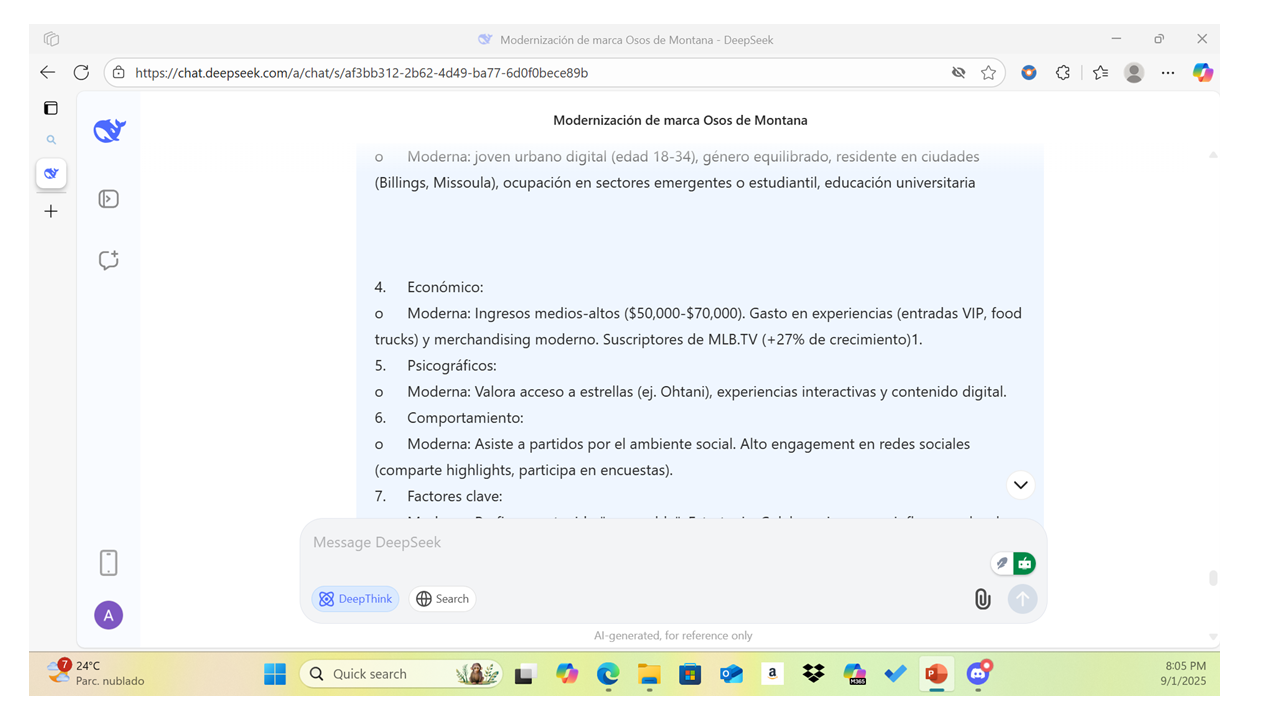 Modernización de marca Osos de Montana - DeepSeek
https://chat.deepseek.com/a/chat/s/af3bb312-2b62-4d49-ba77-6d0f0bece89b
Modernización de marca Osos de Montana
o Moderna: joven urbano digital (edad 18-34), género equilibrado, residente en ciudades
(Billings, Missoula), ocupación en sectores emergentes o estudiantil, educación universitaria
4. Económico:
o Moderna: Ingresos medios-altos ($50,000-$70,000). Gasto en experiencias (entradas VIP, food
trucks) y merchandising moderno. Suscriptores de MLB.TV (+27% de crecimiento)1.
5. Psicográficos:
o Moderna: Valora acceso a estrellas (ej. Ohtani), experiencias interactivas y contenido digital.
6. Comportamiento:
o Moderna: Asiste a partidos por el ambiente social. Alto engagement en redes sociales
(comparte highlights, participa en encuestas).
7. Factores clave:
Message DeepSeek
DeepThink
Search
A
AI-generated, for reference only
7
24°C
Parc. nublado
Quick search
a
M365
P
8:05 PM
9/1/2025